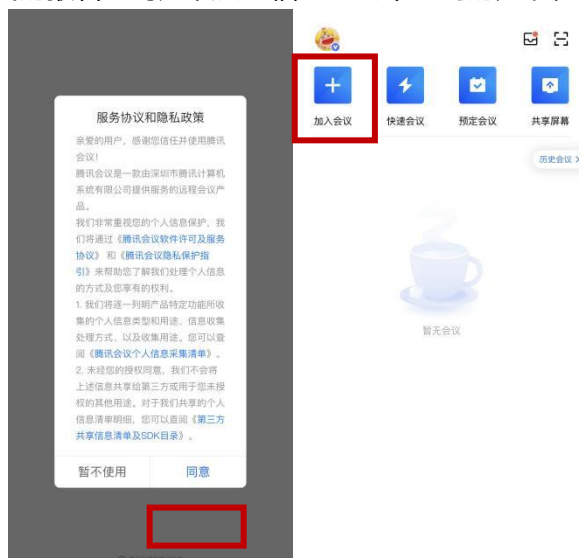 服务协议和隐私政策
亲爱的用户，感谢您信任并使用腾讯
会议！
腾讯会议是一款由深圳市腾讯计算机
系统有限公司提供服务的远程会议产
品。
我们非常重视您的个人信息保护，我
们将通过《腾讯会议软件许可及服务
协议》和《腾讯会议隐私保护指
引》来帮助您了解我们处理个人信息
的方式及您享有的权利。
1. 我们将逐一列明产品特定功能所收
集的个人信息类型和用途、信息收集
处理方式、以及收集用途。您可以查
阅《腾讯会议个人信息采集清单》。
2. 未经您的授权同意，我们不会将
上述信息共享给第三方或用于您未授
权的其他用途。对于我们共享的个人
信息清单明细，您可以查阅《第三方
共享信息清单及SDK目录》。
暂不使用 同意
加入会议 快速会议 预定会议 共享屏幕
历史会议
暂无会议